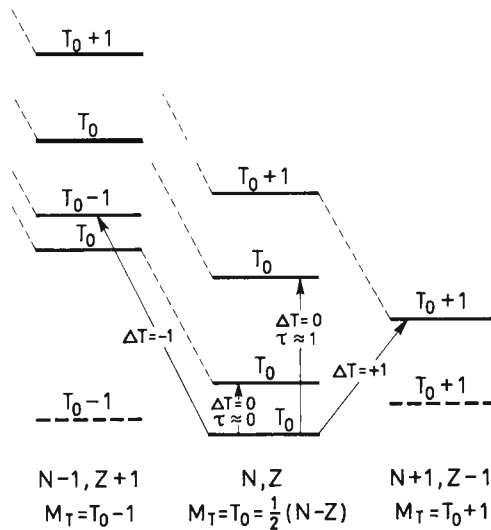 T₀+1
T₀
T₀+1
T₀-1
T₀
T₀
T₀+1
ΔT=-1
ΔT=0
τ≈1
ΔT=+1
T₀
T₀-1
ΔT=0
τ≈0
T₀
T₀+1
N-1, Z+1
N, Z
N+1, Z-1
M_T=T₀-1
M_T=T₀=½(N-Z)
M_T=T₀+1